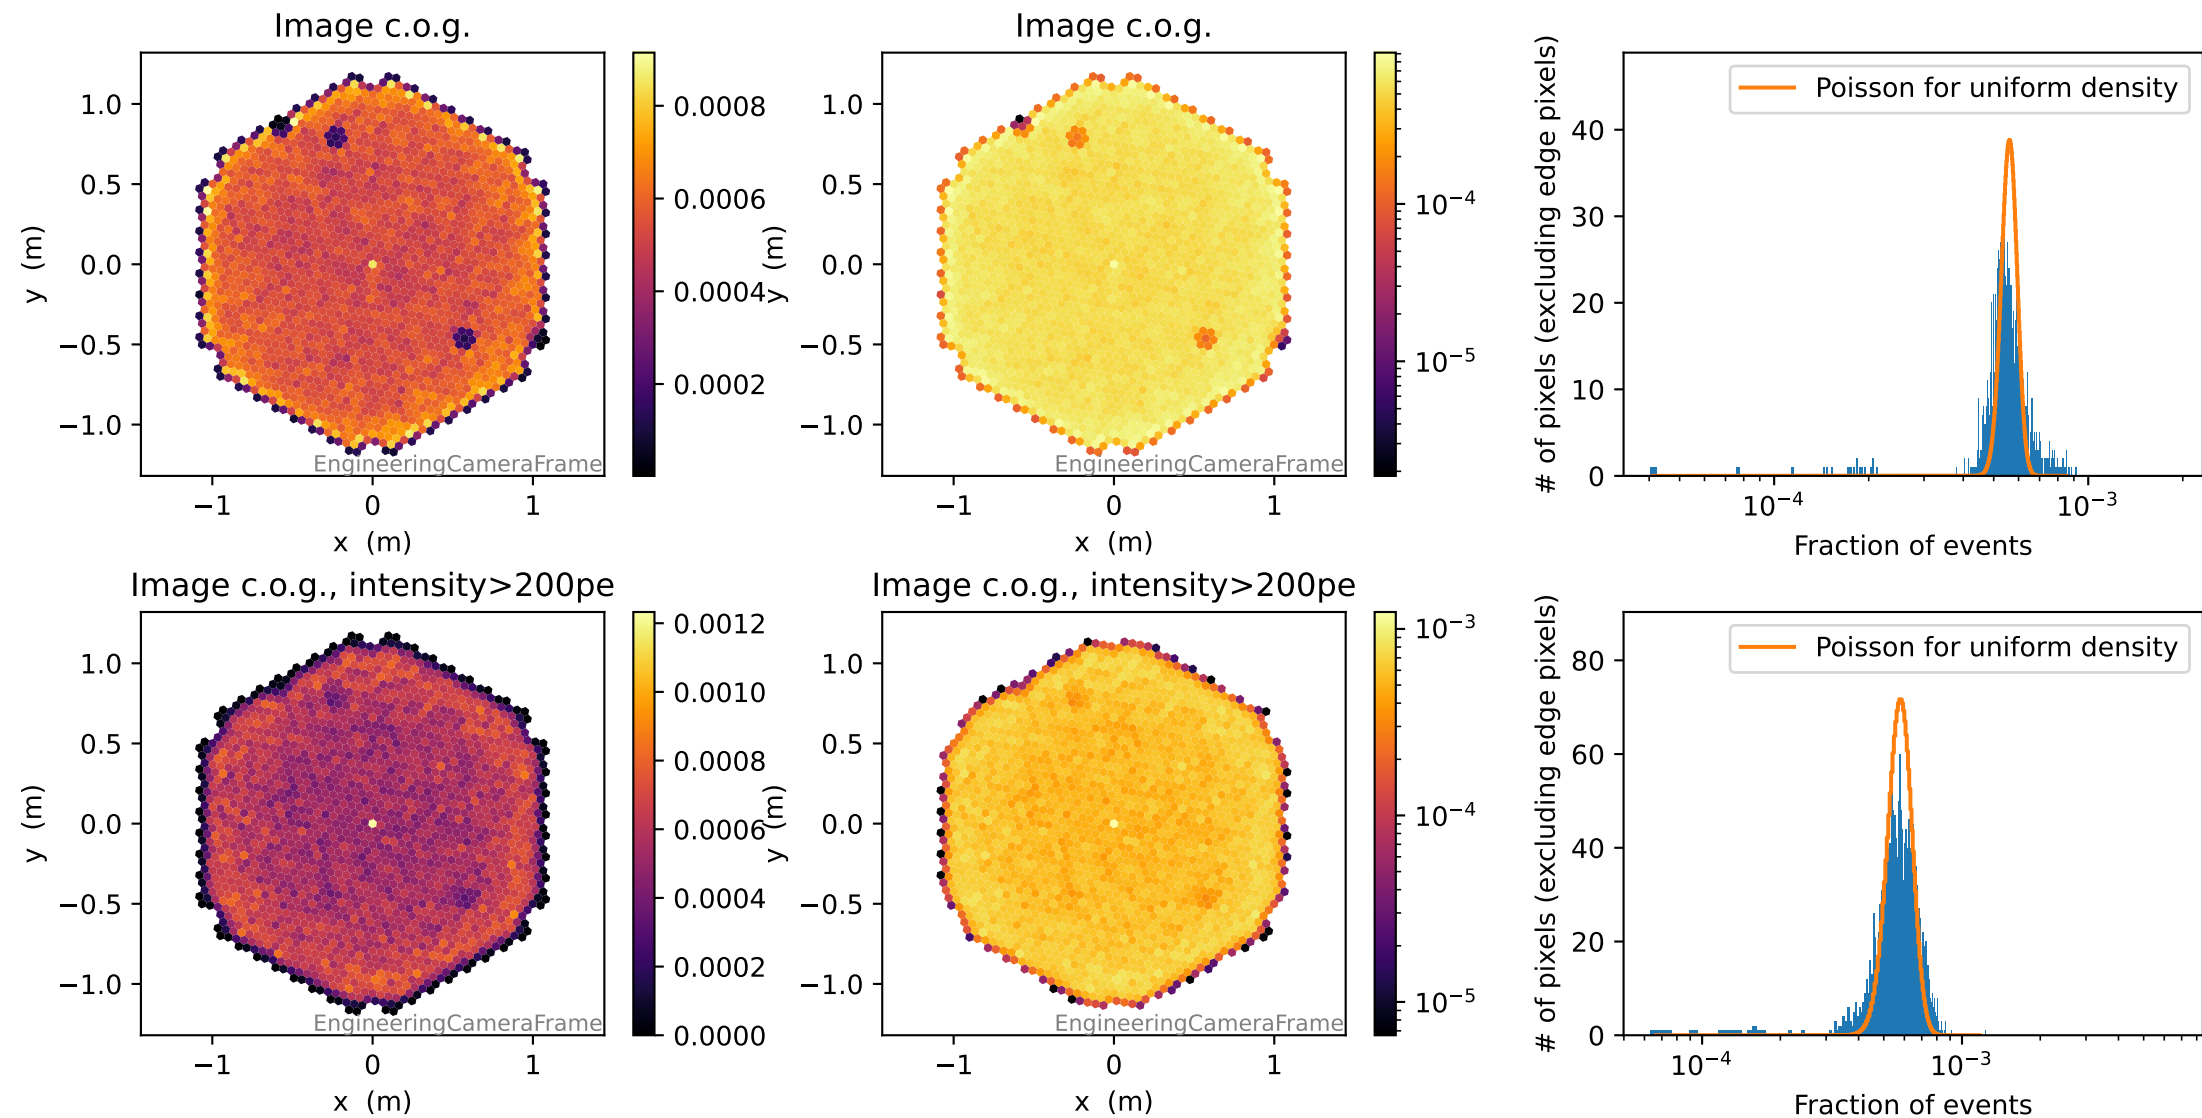 Image c.o.g.
1.0
0.5
0.0
−0.5
−1.0
y (m)
−1
0
1
x (m)
EngineeringCameraFrame
0.0008
0.0006
0.0004
0.0002
Image c.o.g.
1.0
0.5
0.0
−0.5
−1.0
y (m)
−1
0
1
x (m)
EngineeringCameraFrame
10⁻⁴
10⁻⁵
Poisson for uniform density
# of pixels (excluding edge pixels)
40
30
20
10
0
10⁻⁴
10⁻³
Fraction of events
Image c.o.g., intensity>200pe
1.0
0.5
0.0
−0.5
−1.0
y (m)
−1
0
1
x (m)
EngineeringCameraFrame
0.0012
0.0010
0.0008
0.0006
0.0004
0.0002
0.0000
Image c.o.g., intensity>200pe
1.0
0.5
0.0
−0.5
−1.0
y (m)
−1
0
1
x (m)
EngineeringCameraFrame
10⁻³
10⁻⁴
10⁻⁵
Poisson for uniform density
# of pixels (excluding edge pixels)
80
60
40
20
0
10⁻⁴
10⁻³
Fraction of events